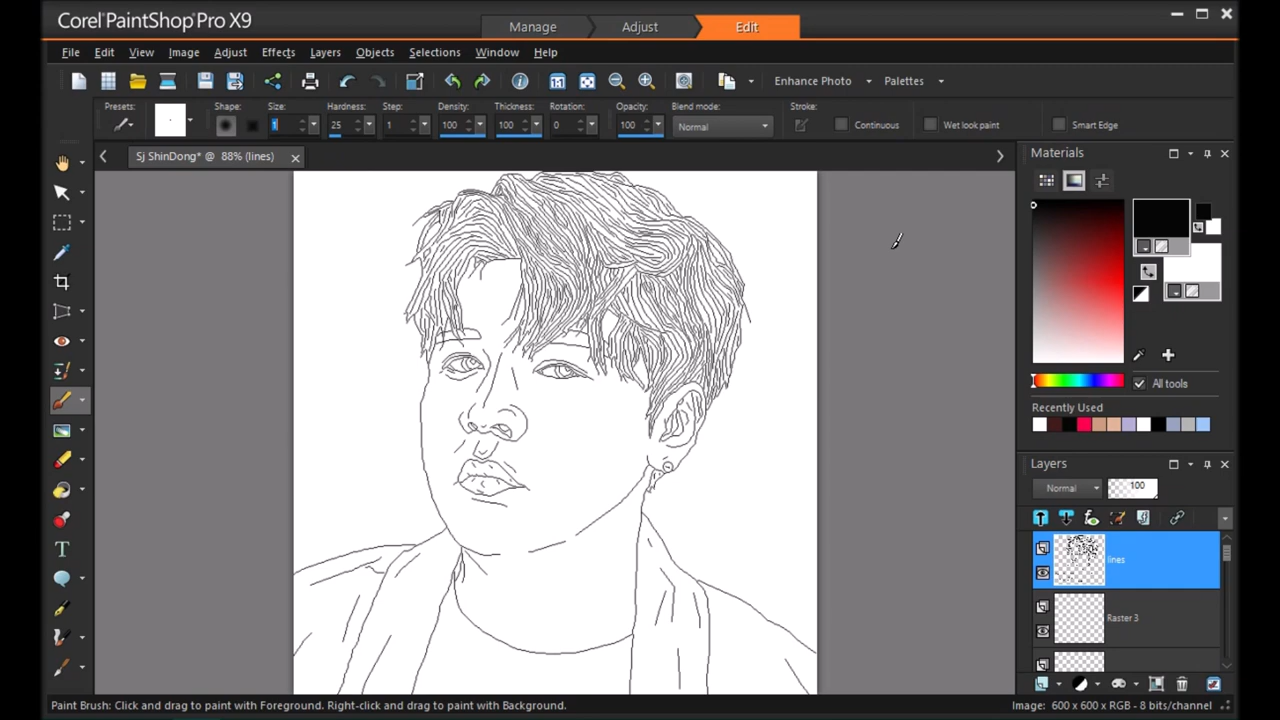 Corel PaintShop Pro X9
Manage Adjust Edit
File Edit View Image Adjust Effects Layers Objects Selections Window Help
Enhance Photo Palettes
Presets: Shape: Size: Hardness: Step: Density: Thickness: Rotation: Opacity: Blend mode: Stroke:
1 25 1 100 100 0 100 Normal Continuous Wet look paint Smart Edge
Sj ShinDong* @ 88% (lines)
Materials
All tools
Recently Used
Layers
Normal 100
lines
Raster 3
Paint Brush: Click and drag to paint with Foreground. Right-click and drag to paint with Background.
Image: 600 x 600 x RGB - 8 bits/channel